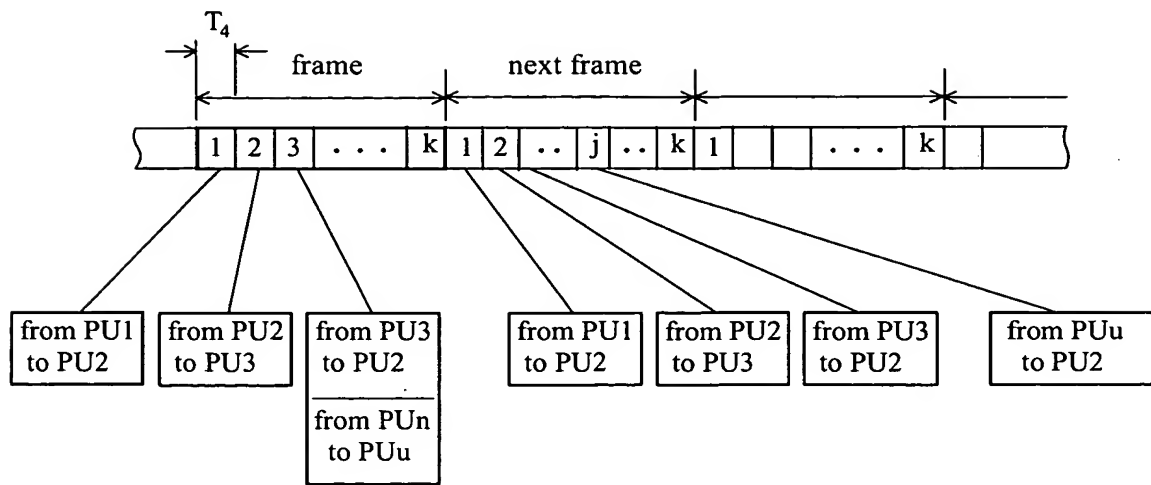 T₄
frame
next frame
1 2 3 . . . k 1 2 .. j .. k 1 . . . k
from PU1
to PU2
from PU2
to PU3
from PU3
to PU2
from PUn
to PUu
from PU1
to PU2
from PU2
to PU3
from PU3
to PU2
from PUu
to PU2